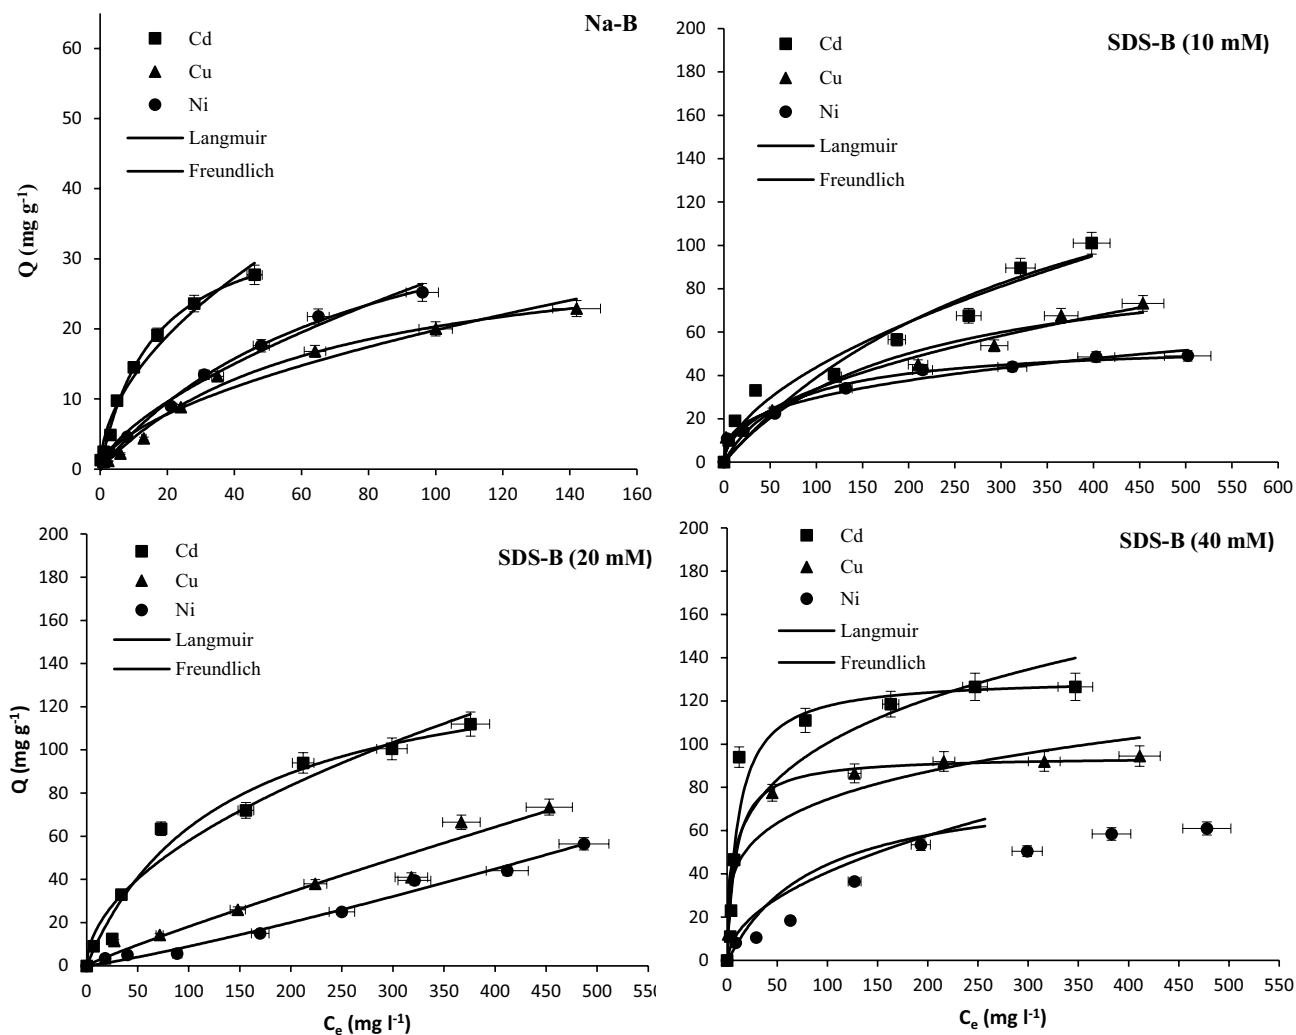 Na-B
Cd
Cu
Ni
Langmuir
Freundlich
Q (mg g-1)
60
50
40
30
20
10
0
0 20 40 60 80 100 120 140 160
SDS-B (10 mM)
Cd
Cu
Ni
Langmuir
Freundlich
200
180
160
140
120
100
80
60
40
20
0
0 50 100 150 200 250 300 350 400 450 500 550 600
SDS-B (20 mM)
Cd
Cu
Ni
Langmuir
Freundlich
Q (mg g-1)
200
180
160
140
120
100
80
60
40
20
0
0 50 100 150 200 250 300 350 400 450 500 550
Ce (mg l-1)
SDS-B (40 mM)
Cd
Cu
Ni
Langmuir
Freundlich
200
180
160
140
120
100
80
60
40
20
0
0 50 100 150 200 250 300 350 400 450 500 550
Ce (mg l-1)